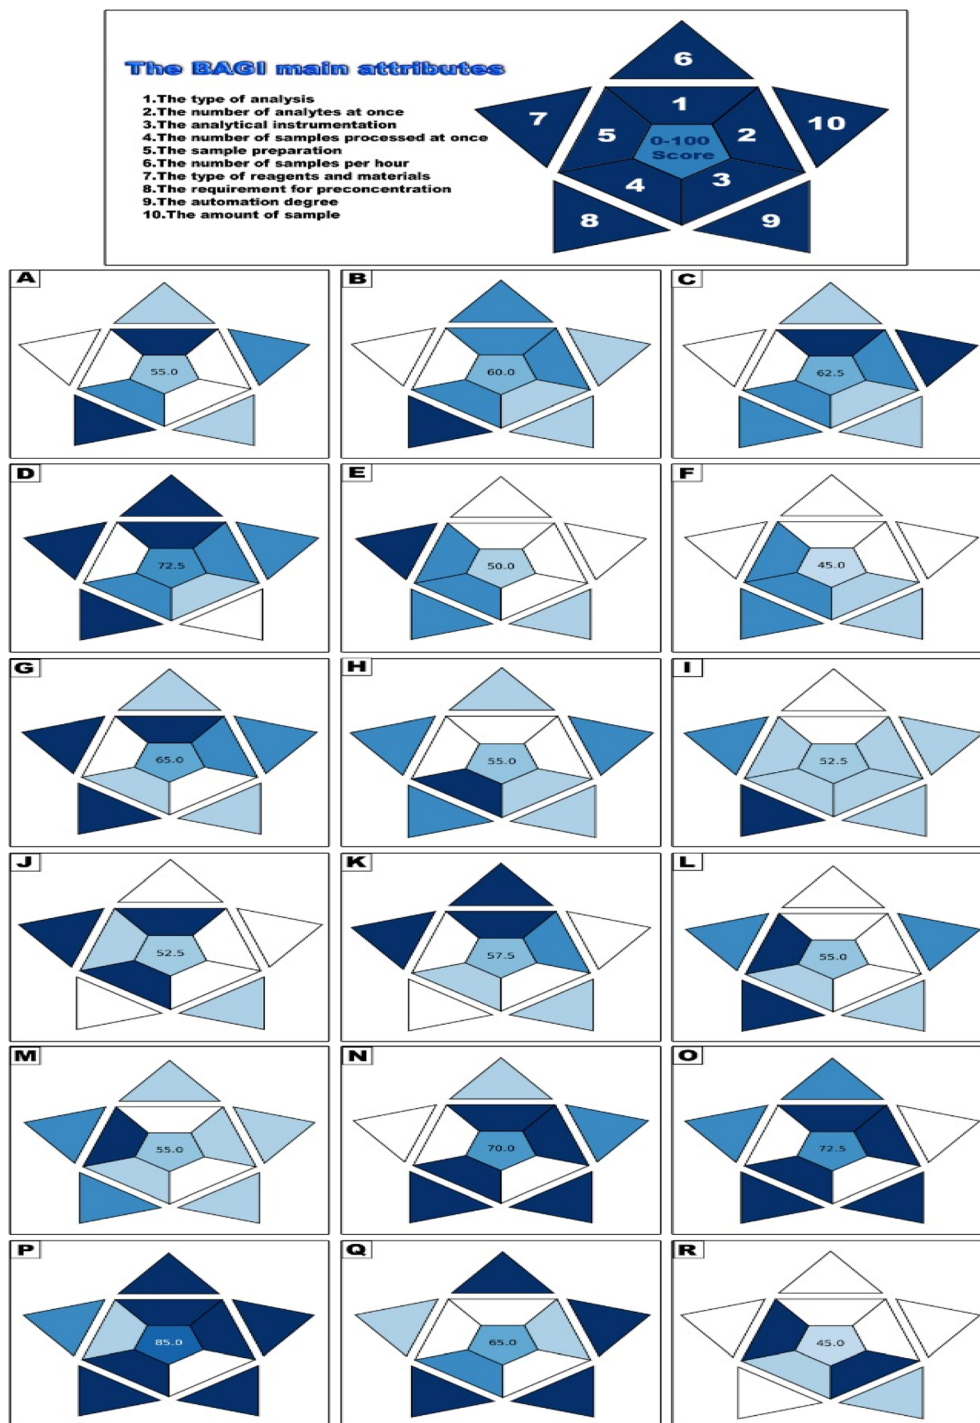 The BAGI main attributes
1.The type of analysis
2.The number of analytes at once
3.The analytical instrumentation
4.The number of samples processed at once
5.The sample preparation
6.The number of samples per hour
7.The type of reagents and materials
8.The requirement for preconcentration
9.The automation degree
10.The amount of sample
6
7
1
10
5
0-100
Score
2
4
3
8
9
A
55.0
B
60.0
C
62.5
D
72.5
E
50.0
F
45.0
G
65.0
H
55.0
I
52.5
J
52.5
K
57.5
L
55.0
M
55.0
N
70.0
O
72.5
P
85.0
Q
65.0
R
45.0